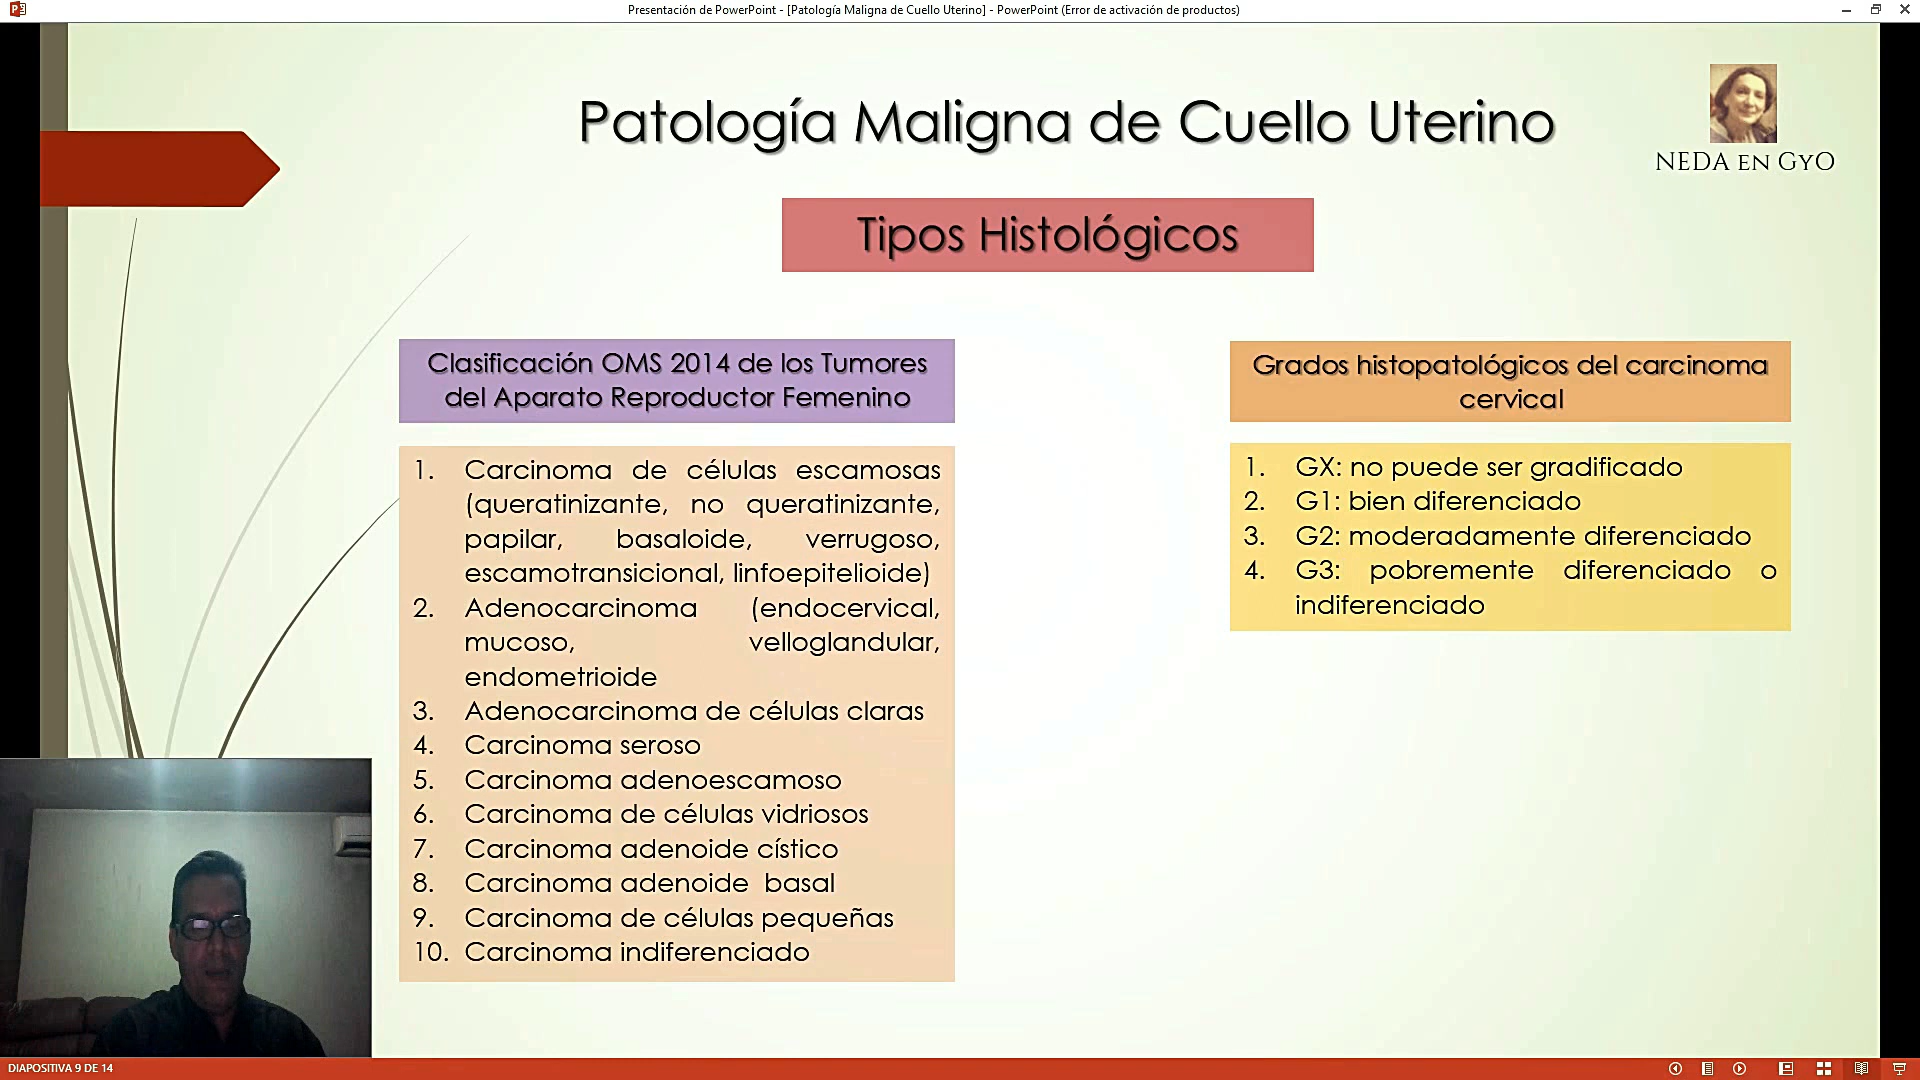 Presentación de PowerPoint - [Patología Maligna de Cuello Uterino] - PowerPoint (Error de activación de productos)
Patología Maligna de Cuello Uterino
NEDA EN GYO
Tipos Histológicos
Clasificación OMS 2014 de los Tumores
del Aparato Reproductor Femenino
1. Carcinoma de células escamosas
(queratinizante, no queratinizante,
papilar, basaloide, verrugoso,
escamotransicional, linfoepitelioide)
2. Adenocarcinoma (endocervical,
mucoso, velloglandular,
endometrioide
3. Adenocarcinoma de células claras
4. Carcinoma seroso
5. Carcinoma adenoescamoso
6. Carcinoma de células vidriosos
7. Carcinoma adenoide cístico
8. Carcinoma adenoide basal
9. Carcinoma de células pequeñas
10. Carcinoma indiferenciado
Grados histopatológicos del carcinoma
cervical
1. GX: no puede ser gradificado
2. G1: bien diferenciado
3. G2: moderadamente diferenciado
4. G3: pobremente diferenciado o
indiferenciado
DIAPOSITIVA 9 DE 14